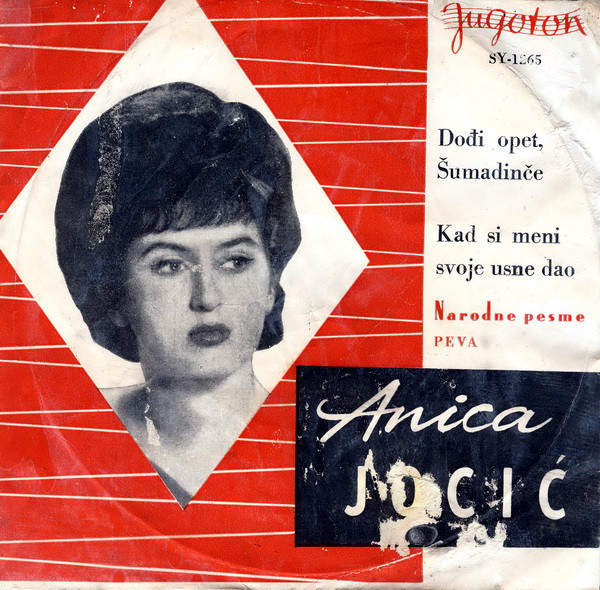 Jugoton
SY-1265
Dođi opet,
Šumadinče
Kad si meni
svoje usne dao
Narodne pesme
PEVA
Anica
JOCIĆ